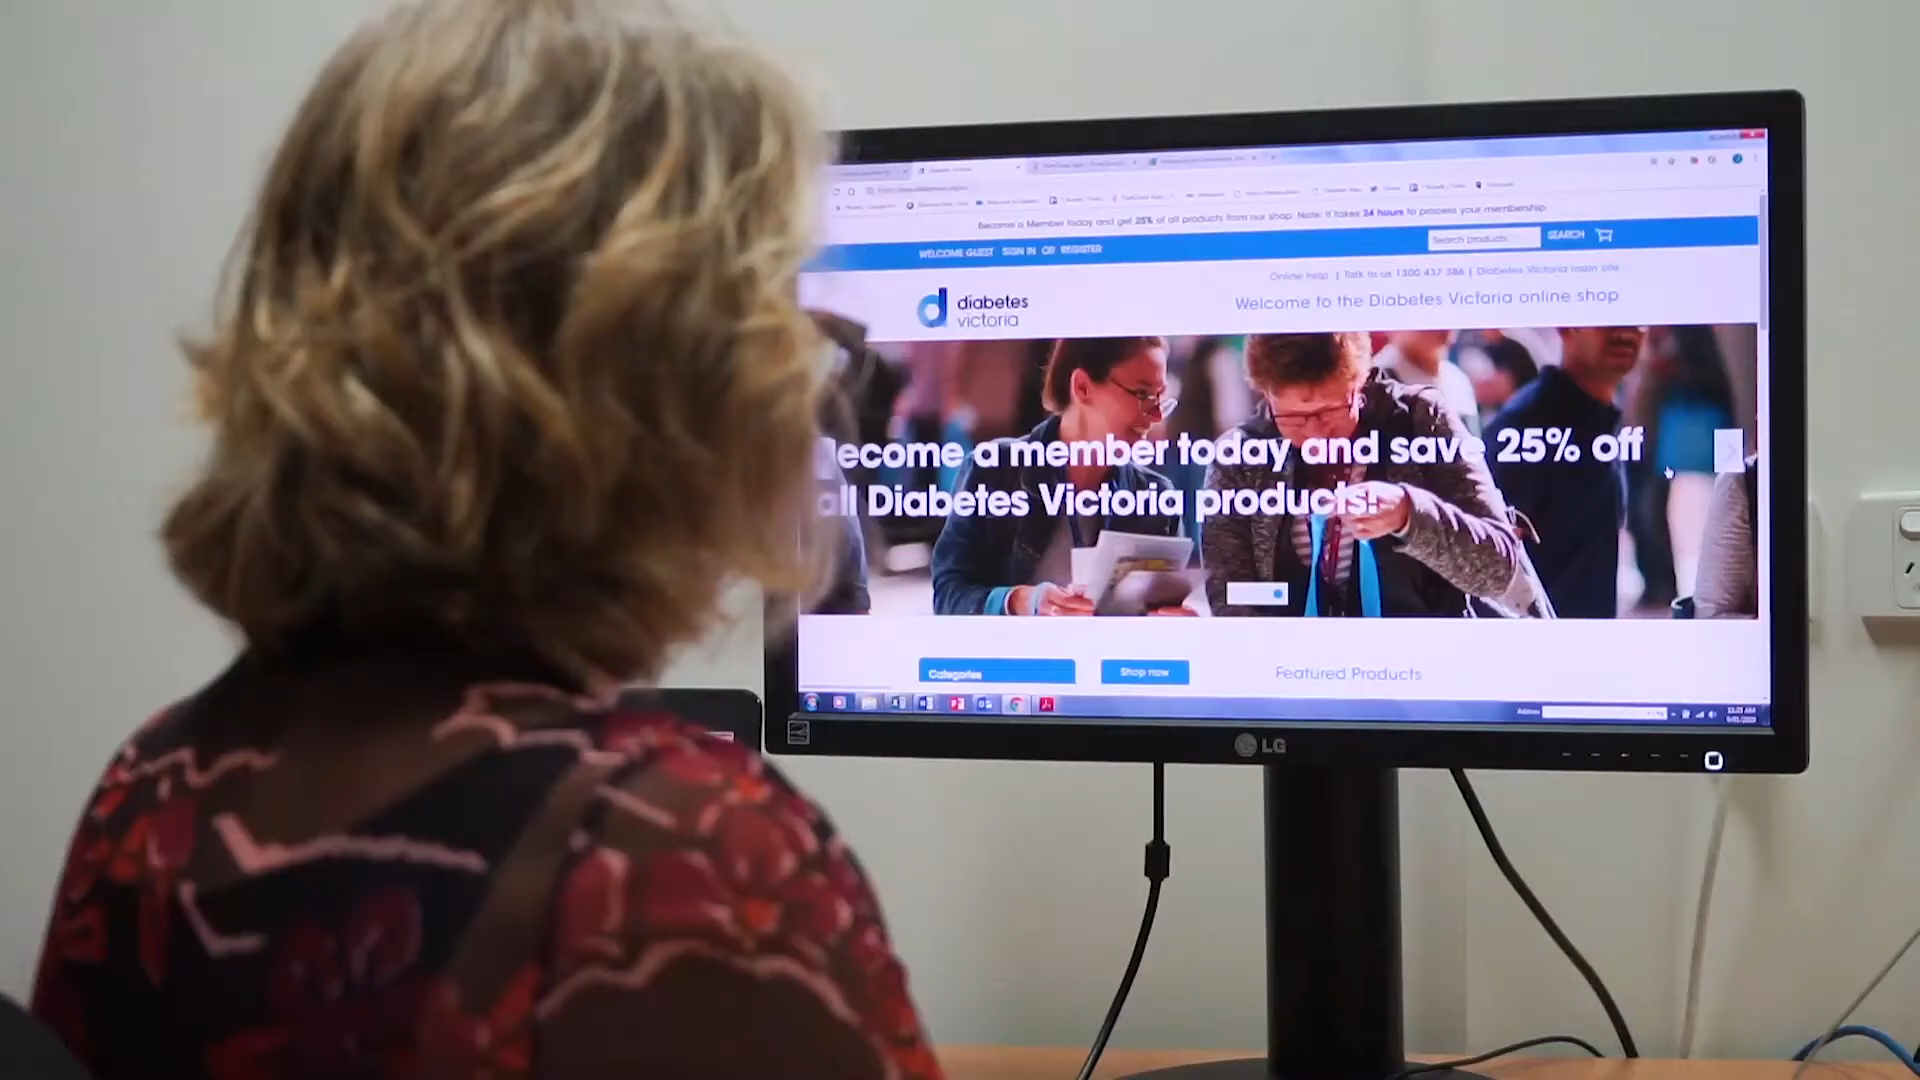 Become a Member today and get 25% of all products from our shop. Note: it takes 24 hours to process your membership.
WELCOME GUEST SIGN IN OR REGISTER
Search products
SEARCH
Online help | Talk to us 1300 437 386 | Diabetes Victoria main site
diabetes
victoria
Welcome to the Diabetes Victoria online shop
ecome a member today and save 25% off
all Diabetes Victoria products!
Categories
Shop now
Featured Products
Address
LG